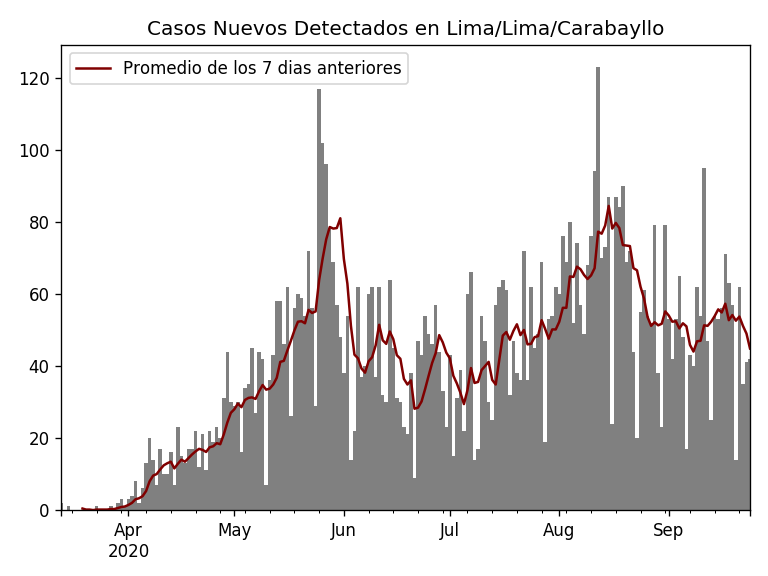 Casos Nuevos Detectados en Lima/Lima/Carabayllo
Promedio de los 7 dias anteriores
120
100
80
60
40
20
0
Apr May Jun Jul Aug Sep
2020